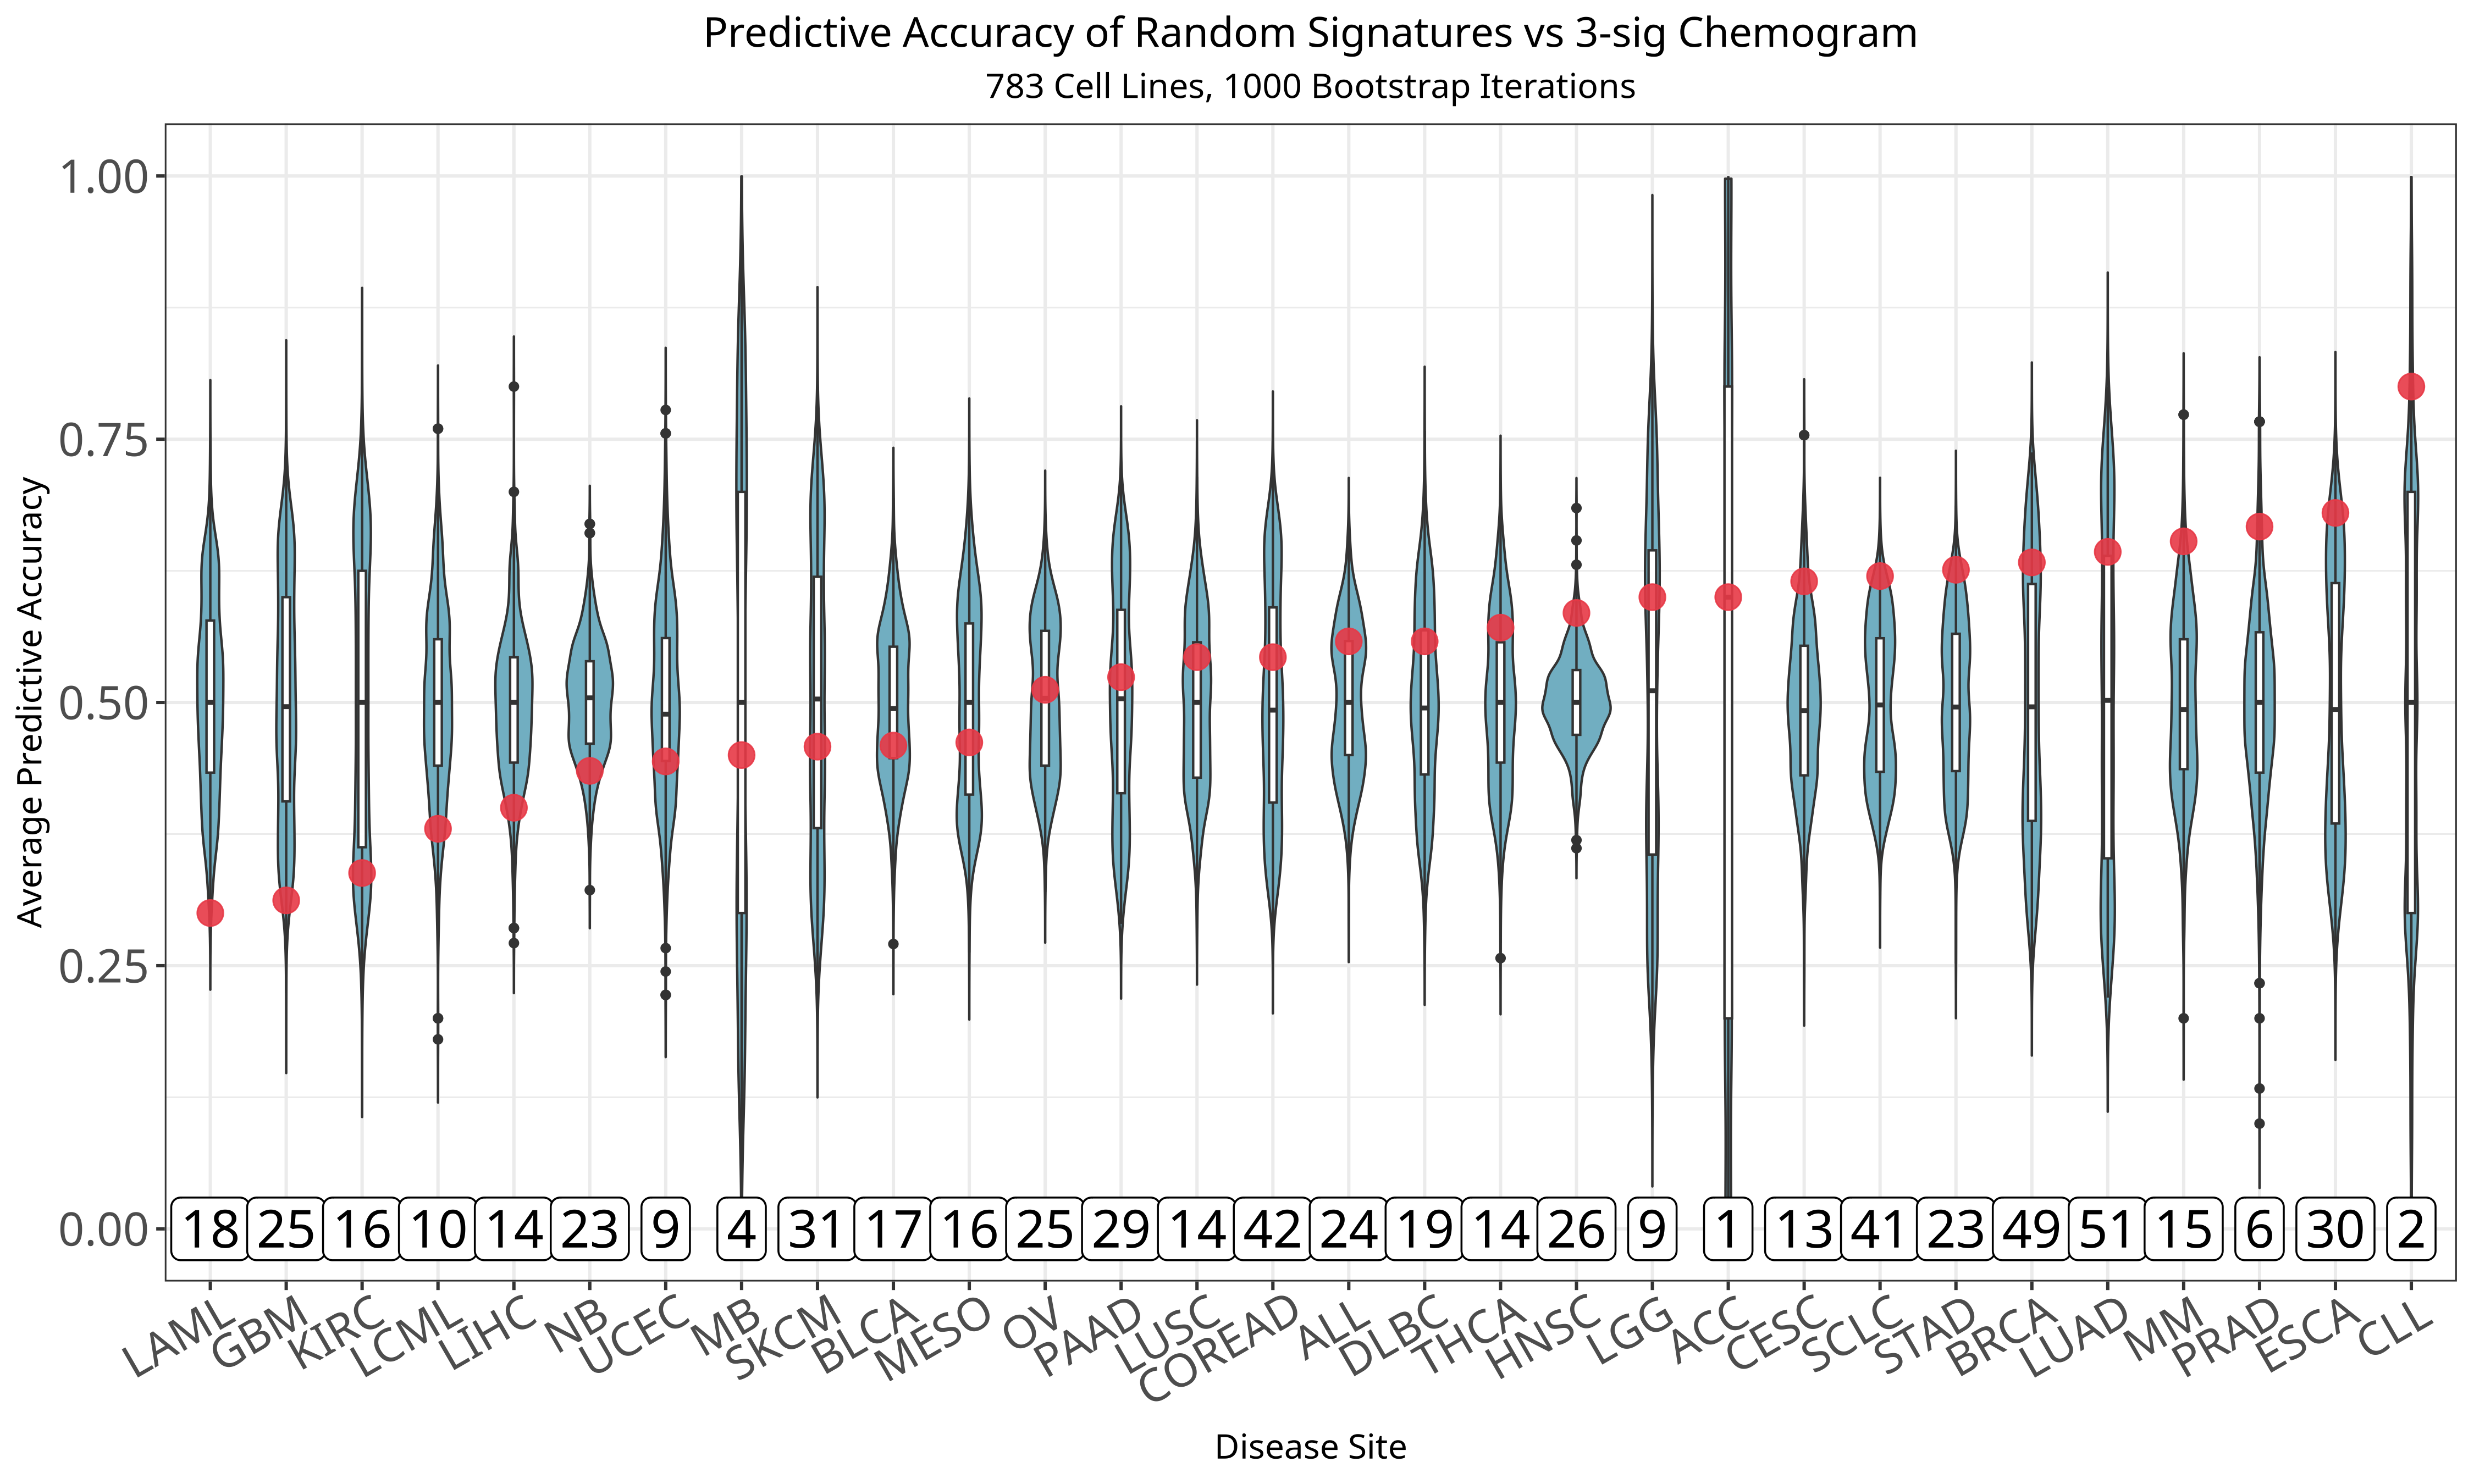 Predictive Accuracy of Random Signatures vs 3-sig Chemogram
783 Cell Lines, 1000 Bootstrap Iterations
Average Predictive Accuracy
1.00
0.75
0.50
0.25
0.00
18 25 16 10 14 23 9 4 31 17 16 25 29 14 42 24 19 14 26 9 1 13 41 23 49 51 15 6 30 2
LAML GBM KIRC LCML LIHC NB UCEC MB SKCM BLCA MESO OV PAAD LUSC COREAD ALL DLBC THCA HNSC LGG ACC CESC SCLC STAD BRCA LUAD MM PRAD ESCA CLL
Disease Site